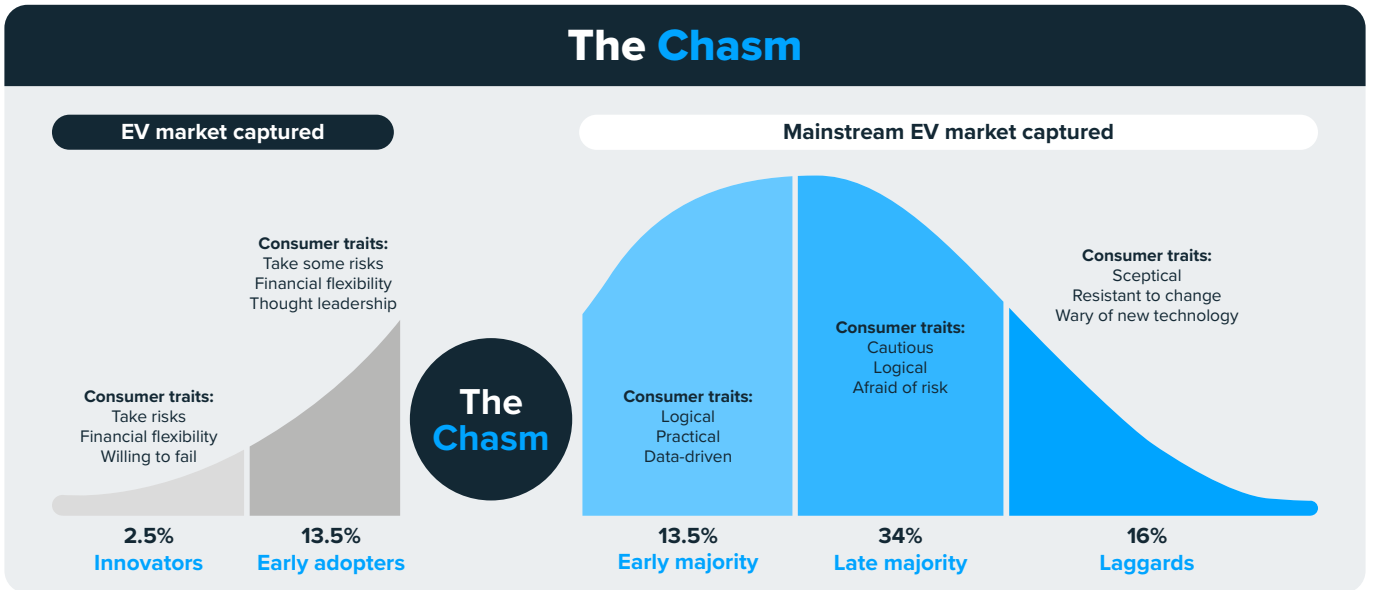 The Chasm
EV market captured
Mainstream EV market captured
Consumer traits:
Take risks
Financial flexibility
Willing to fail
Consumer traits:
Take some risks
Financial flexibility
Thought leadership
The
Chasm
Consumer traits:
Logical
Practical
Data-driven
Consumer traits:
Cautious
Logical
Afraid of risk
Consumer traits:
Sceptical
Resistant to change
Wary of new technology
2.5%
Innovators
13.5%
Early adopters
13.5%
Early majority
34%
Late majority
16%
Laggards